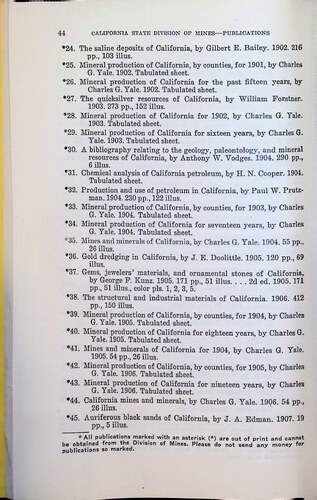 44 CALIFORNIA STATE DIVISION OF MINES—PUBLICATIONS
*24. The saline deposits of California, by Gilbert E. Bailey. 1902. 216
pp., 103 illus.
*25. Mineral production of California, by counties, for 1901, by Charles
G. Yale. 1902. Tabulated sheet.
*26. Mineral production of California for the past fifteen years, by
Charles G. Yale. 1902. Tabulated sheet.
*27. The quicksilver resources of California, by William Forstner.
1903. 273 pp., 152 illus.
*28. Mineral production of California for 1902, by Charles G. Yale.
1903. Tabulated sheet.
*29. Mineral production of California for sixteen years, by Charles G.
Yale. 1903. Tabulated sheet.
*30. A bibliography relating to the geology, paleontology, and mineral
resources of California, by Anthony W. Vodges. 1904. 290 pp.,
6 illus.
*31. Chemical analysis of California petroleum, by H. N. Cooper. 1904.
Tabulated sheet.
*32. Production and use of petroleum in California, by Paul W. Prutz-
man. 1904. 230 pp., 122 illus.
*33. Mineral production of California, by counties, for 1903, by Charles
G. Yale. 1904. Tabulated sheet.
*34. Mineral production of California for seventeen years, by Charles
G. Yale. 1904. Tabulated sheet.
*35. Mines and minerals of California, by Charles G. Yale. 1904. 55 pp.,
26 illus.
*36. Gold dredging in California, by J. E. Doolittle. 1905. 120 pp., 69
illus.
*37. Gems, jewelers' materials, and ornamental stones of California,
by George F. Kunz. 1905. 171 pp., 51 illus. . . . 2d ed. 1905. 171
pp., 51 illus., color pls. 1, 2, 3, 5.
*38. The structural and industrial materials of California. 1906. 412
pp., 150 illus.
*39. Mineral production of California, by counties, for 1904, by Charles
G. Yale. 1905. Tabulated sheet.
*40. Mineral production of California for eighteen years, by Charles G.
Yale. 1905. Tabulated sheet.
*41. Mines and minerals of California for 1904, by Charles G. Yale.
1905. 54 pp., 26 illus.
*42. Mineral production of California, by counties, for 1905, by Charles
G. Yale. 1906. Tabulated sheet.
*43. Mineral production of California for nineteen years, by Charles
G. Yale. 1906. Tabulated sheet.
*44. California mines and minerals, by Charles G. Yale. 1906. 54 pp.,
26 illus.
*45. Auriferous black sands of California, by J. A. Edman. 1907. 19
pp., 5 illus.
* All publications marked with an asterisk (*) are out of print and cannot
be obtained from the Division of Mines. Please do not send any money for
publications so marked.